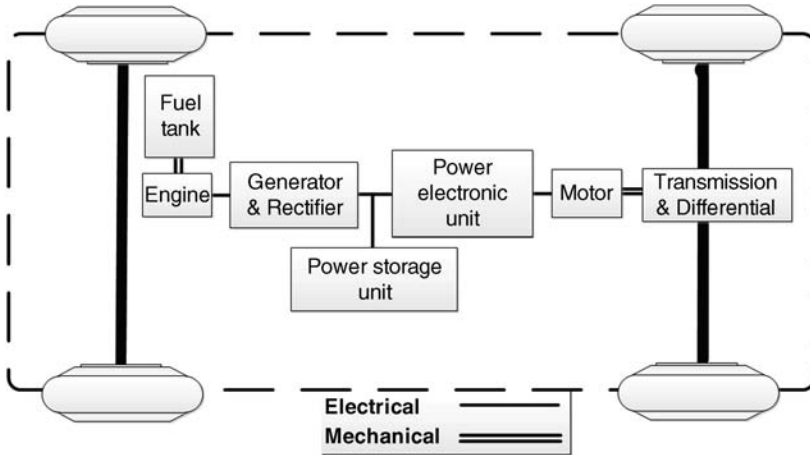 Fuel
tank
Engine
Generator
& Rectifier
Power
electronic
unit
Motor
Transmission
& Differential
Power storage
unit
Electrical
Mechanical